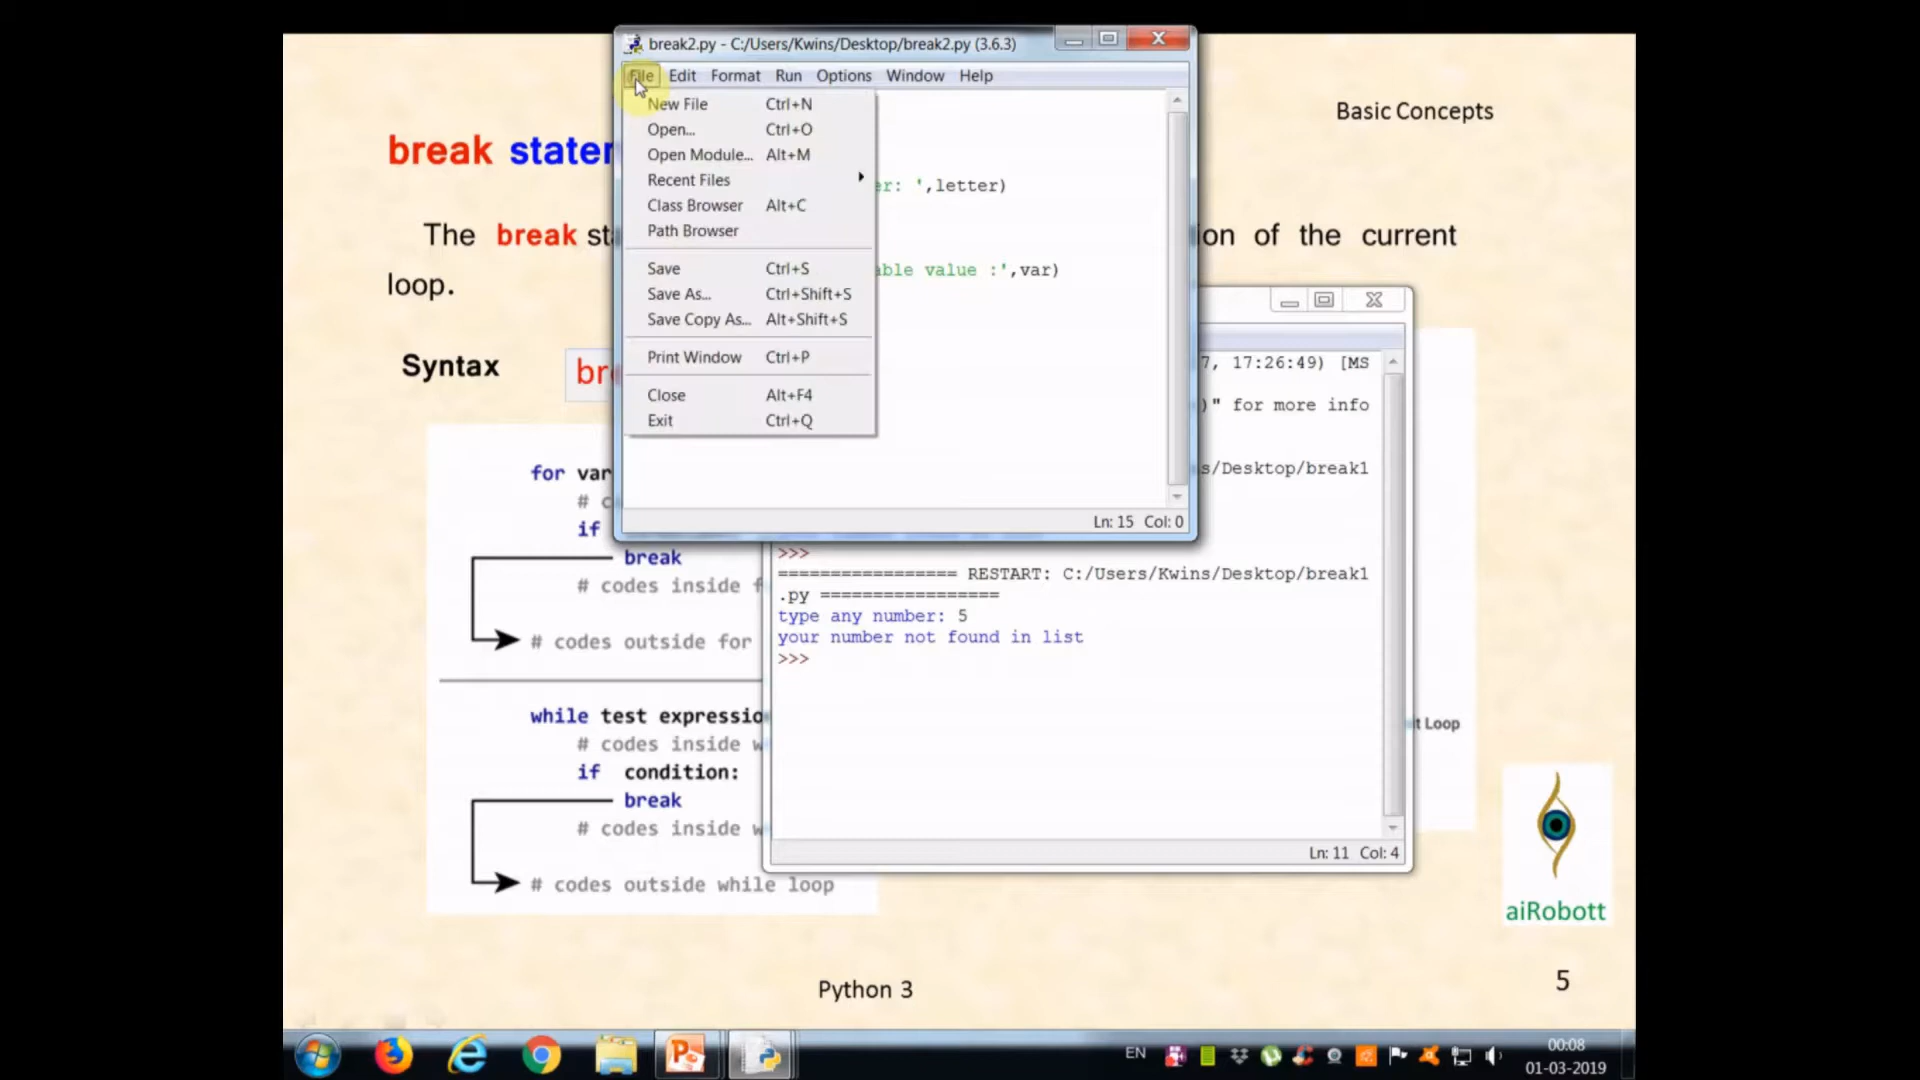 break2.py - C:/Users/Kwins/Desktop/break2.py (3.6.3)
File Edit Format Run Options Window Help
New File Ctrl+N
Open... Ctrl+O
Open Module... Alt+M
Recent Files
Class Browser Alt+C
Path Browser
Save Ctrl+S
Save As... Ctrl+Shift+S
Save Copy As... Alt+Shift+S
Print Window Ctrl+P
Close Alt+F4
Exit Ctrl+Q
er: ',letter)
able value :',var)
Ln: 15 Col: 0
Basic Concepts
break stater
The break sta ion of the current
loop.
Syntax bre
7, 17:26:49) [MS
)" for more info
s/Desktop/break1
>>>
================= RESTART: C:/Users/Kwins/Desktop/break1
.py =================
type any number: 5
your number not found in list
>>>
Ln: 11 Col: 4
for var
# c
if
break
# codes inside f
# codes outside for
while test expressio
# codes inside w
if condition:
break
# codes inside w
# codes outside while loop
it Loop
aiRobott
Python 3
5
EN
00:08
01-03-2019